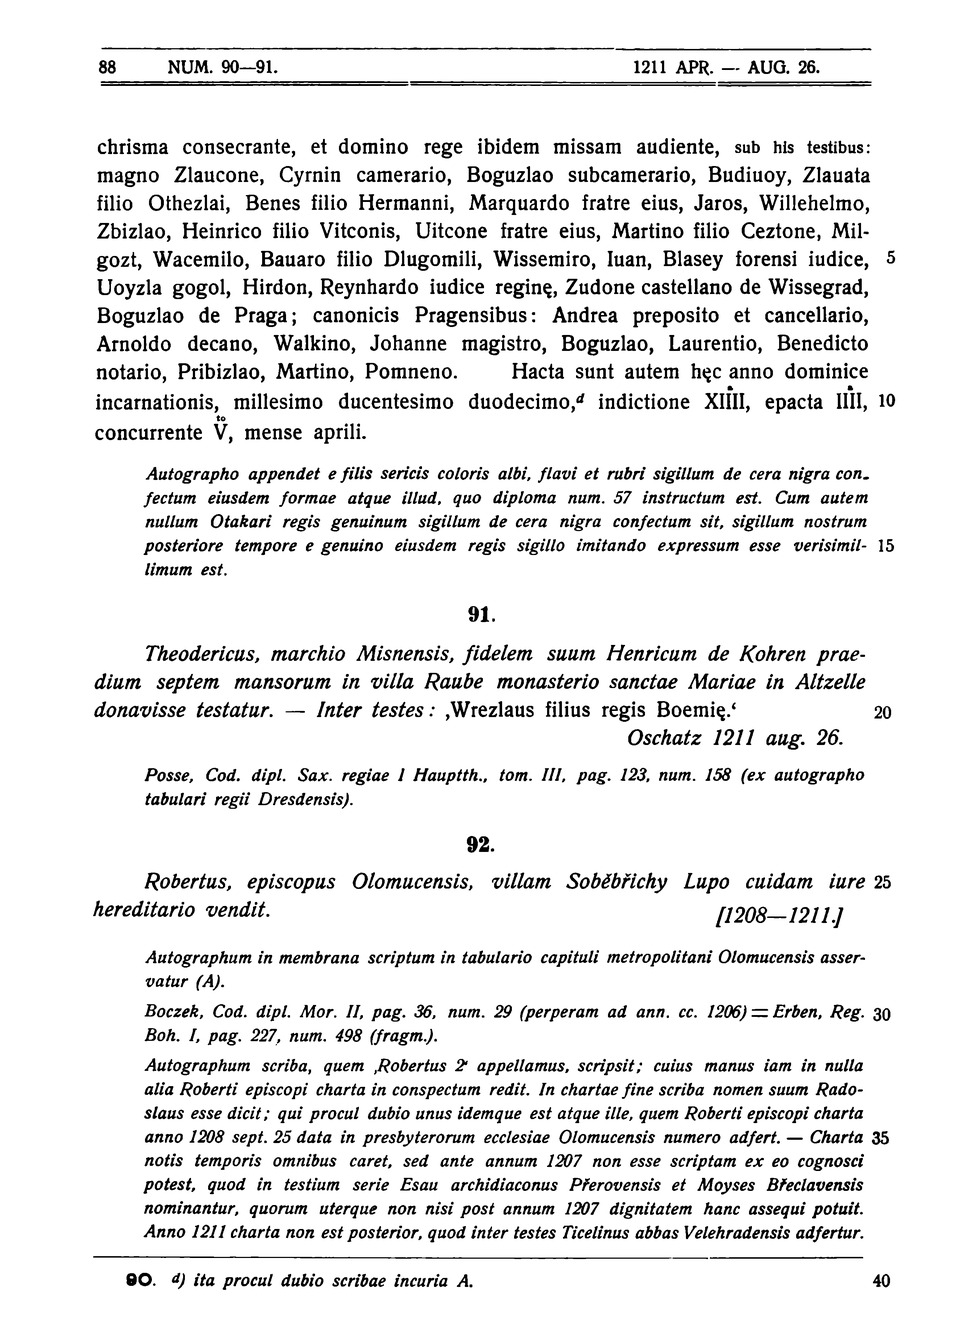 88 NUM. 90—91. 1211 APR. — AUG. 26.
chrisma consecrante, et domino rege ibidem missam audiente, sub his testibus:
magno Zlaucone, Cyrnin camerario, Boguzlao subcamerario, Budiuoy, Zlauata
filio Othezlai, Benes filio Hermanni, Marquardo fratre eius, Jaros, Willehelmo,
Zbizlao, Heinrico filio Vitconis, Uitcone fratre eius, Martino filio Ceztone, Mil-
gozt, Wacemilo, Bauaro filio Dlugomili, Wissemiro, Iuan, Blasey forensi iudice, 5
Uoyzla gogol, Hirdon, Reynhardo iudice reginę, Zudone castellano de Wissegrad,
Boguzlao de Praga; canonicis Pragensibus: Andrea preposito et cancellario,
Arnoldo decano, Walkino, Johanne magistro, Boguzlao, Laurentio, Benedicto
notario, Pribizlao, Martino, Pomneno. Hacta sunt autem hęc anno dominice
incarnationis, millesimo ducentesimo duodecimo,d indictione XIIII, epacta IIII, 10
concurrente V̊to, mense aprili.
Autographo appendet e filis sericis coloris albi, flavi et rubri sigillum de cera nigra con-
fectum eiusdem formae atque illud, quo diploma num. 57 instructum est. Cum autem
nullum Otakari regis genuinum sigillum de cera nigra confectum sit, sigillum nostrum
posteriore tempore e genuino eiusdem regis sigillo imitando expressum esse verisimil- 15
limum est.
91.
Theodericus, marchio Misnensis, fidelem suum Henricum de Kohren prae-
dium septem mansorum in villa Raube monasterio sanctae Mariae in Altzelle
donavisse testatur. — Inter testes: ‚Wrezlaus filius regis Boemię.‘ 20
Oschatz 1211 aug. 26.
Posse, Cod. dipl. Sax. regiae I Hauptth., tom. III, pag. 123, num. 158 (ex autographo
tabulari regii Dresdensis).
92.
Robertus, episcopus Olomucensis, villam Soběbřichy Lupo cuidam iure 25
hereditario vendit. [1208—1211.]
Autographum in membrana scriptum in tabulario capituli metropolitani Olomucensis asser-
vatur (A).
Boczek, Cod. dipl. Mor. II, pag. 36, num. 29 (perperam ad ann. cc. 1206) = Erben, Reg. 30
Boh. I, pag. 227, num. 498 (fragm.).
Autographum scriba, quem ‚Robertus 2‘ appellamus, scripsit; cuius manus iam in nulla
alia Roberti episcopi charta in conspectum redit. In chartae fine scriba nomen suum Rado-
slaus esse dicit; qui procul dubio unus idemque est atque ille, quem Roberti episcopi charta
anno 1208 sept. 25 data in presbyterorum ecclesiae Olomucensis numero adfert. — Charta 35
notis temporis omnibus caret, sed ante annum 1207 non esse scriptam ex eo cognosci
potest, quod in testium serie Esau archidiaconus Přerovensis et Moyses Břeclavensis
nominantur, quorum uterque non nisi post annum 1207 dignitatem hanc assequi potuit.
Anno 1211 charta non est posterior, quod inter testes Ticelinus abbas Velehradensis adfertur.
90. d) ita procul dubio scribae incuria A. 40